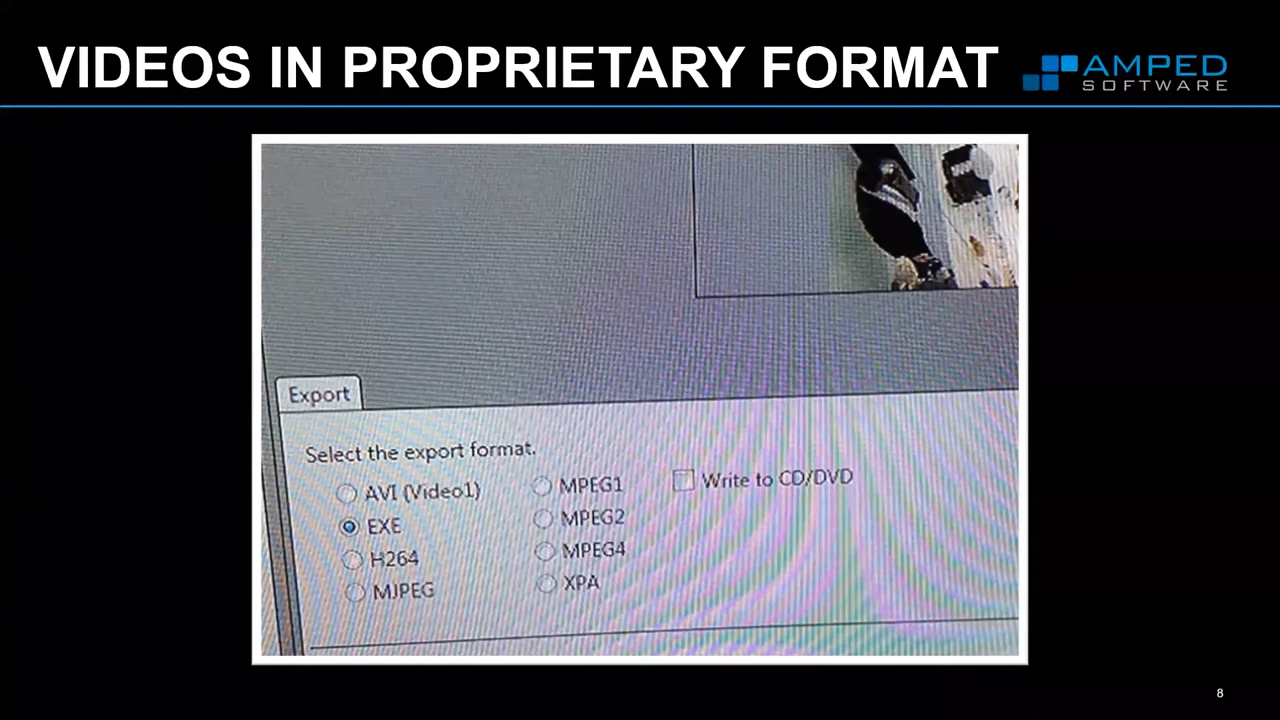 VIDEOS IN PROPRIETARY FORMAT
AMPED
SOFTWARE
Export
Select the export format.
AVI (Video1) MPEG1 Write to CD/DVD
EXE MPEG2
H264 MPEG4
MJPEG XPA
8